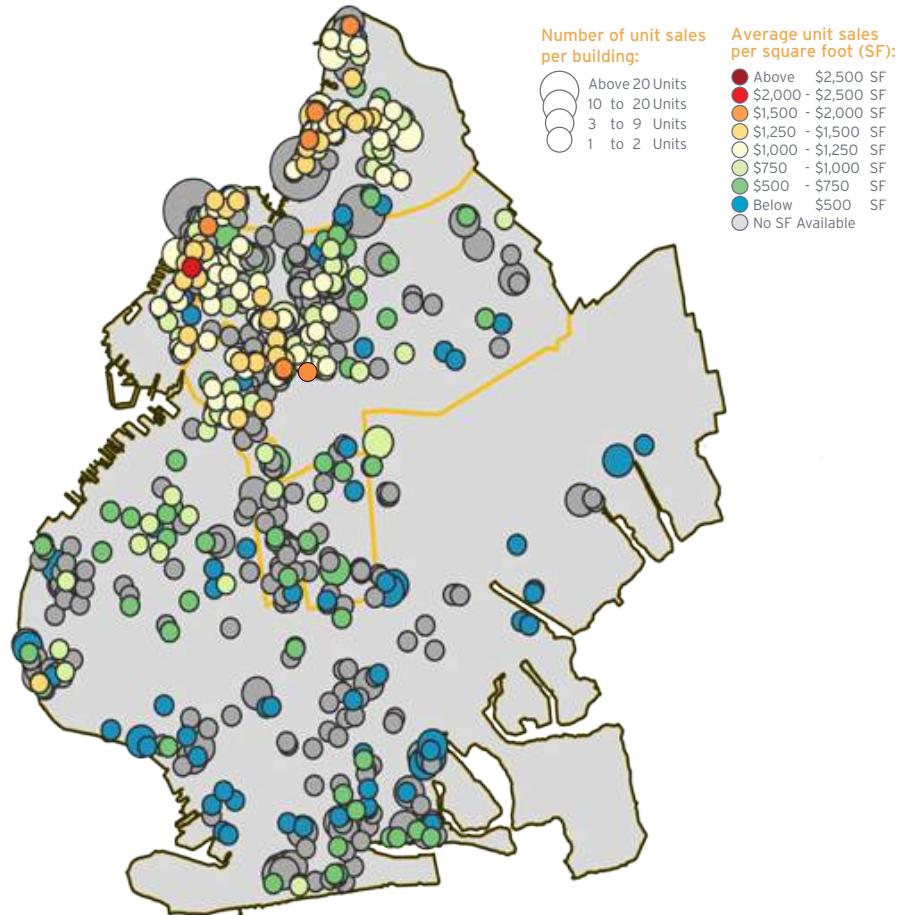 Number of unit sales
per building:
Above 20 Units
10 to 20 Units
3 to 9 Units
1 to 2 Units
Average unit sales
per square foot (SF):
Above $2,500 SF
$2,000 - $2,500 SF
$1,500 - $2,000 SF
$1,250 - $1,500 SF
$1,000 - $1,250 SF
$750 - $1,000 SF
$500 - $750 SF
Below $500 SF
No SF Available